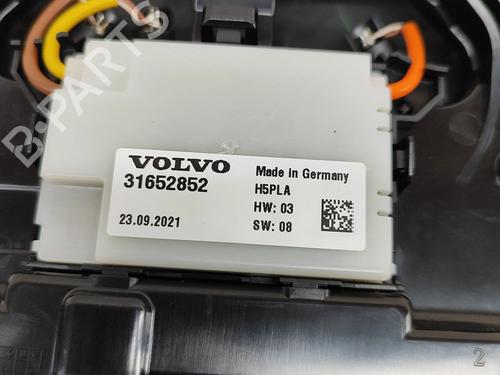 B-PARTS
VOLVO
31652852
23.09.2021
Made in Germany
H5PLA
HW: 03
SW: 08
2